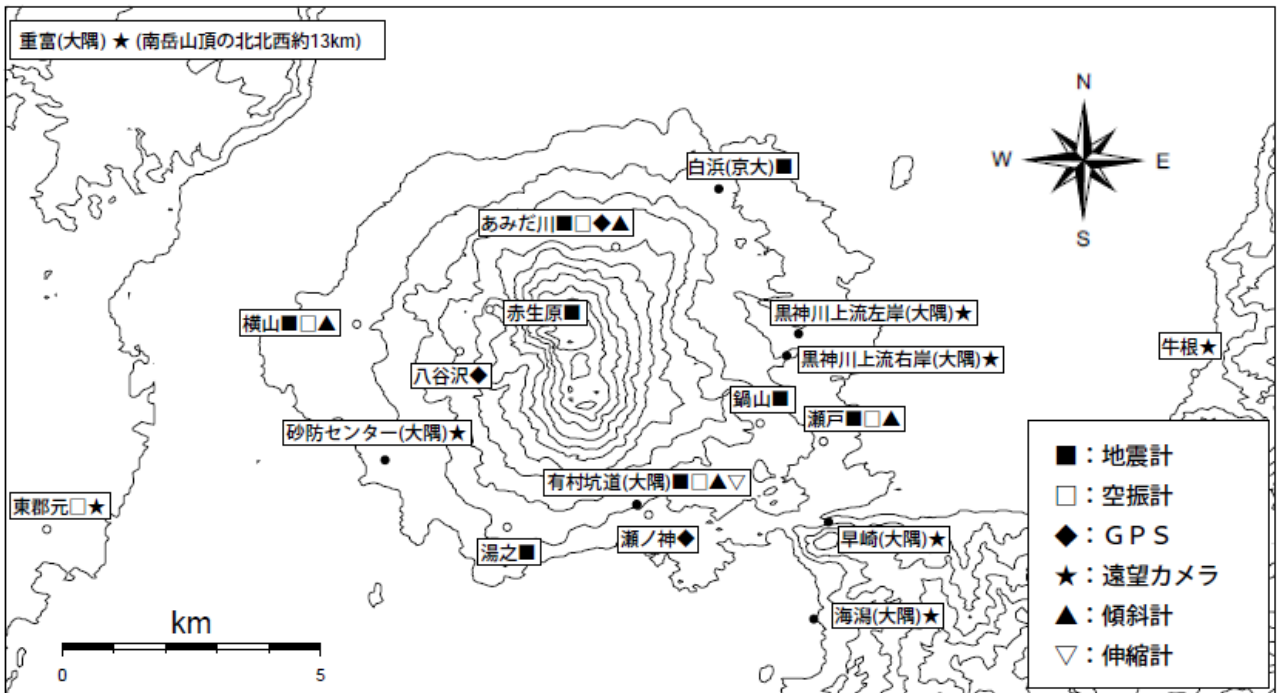 重富(大隅) ★ (南岳山頂の北北西約13km)
N
W E
S
白浜(京大)■
あみだ川■□◆▲
赤生原■
横山■□▲
黒神川上流左岸(大隅)★
黒神川上流右岸(大隅)★
牛根★
八谷沢◆
鍋山■
瀬戸■□▲
砂防センター(大隅)★
有村坑道(大隅)■□▲▽
東郡元□★
湯之■
瀬ノ神◆
早崎(大隅)★
海潟(大隅)★
km
0 5
■：地震計
□：空振計
◆：ＧＰＳ
★：遠望カメラ
▲：傾斜計
▽：伸縮計